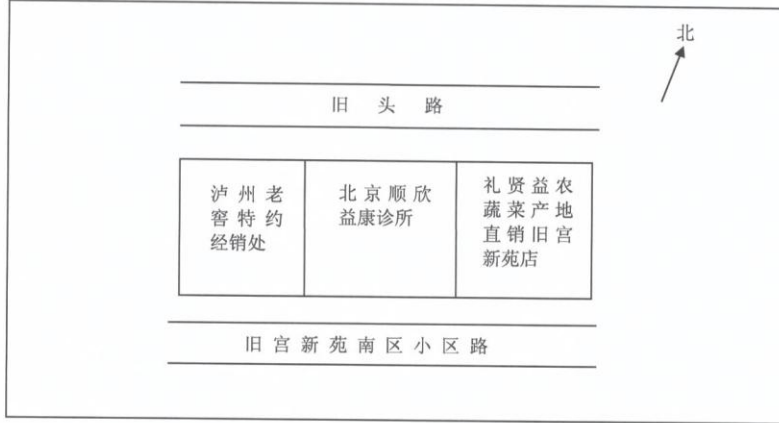 北
旧头路
泸州老
窖特约
经销处
北京顺欣
益康诊所
礼贤益农
蔬菜产地
直销旧宫
新苑店
旧宫新苑南区小区路